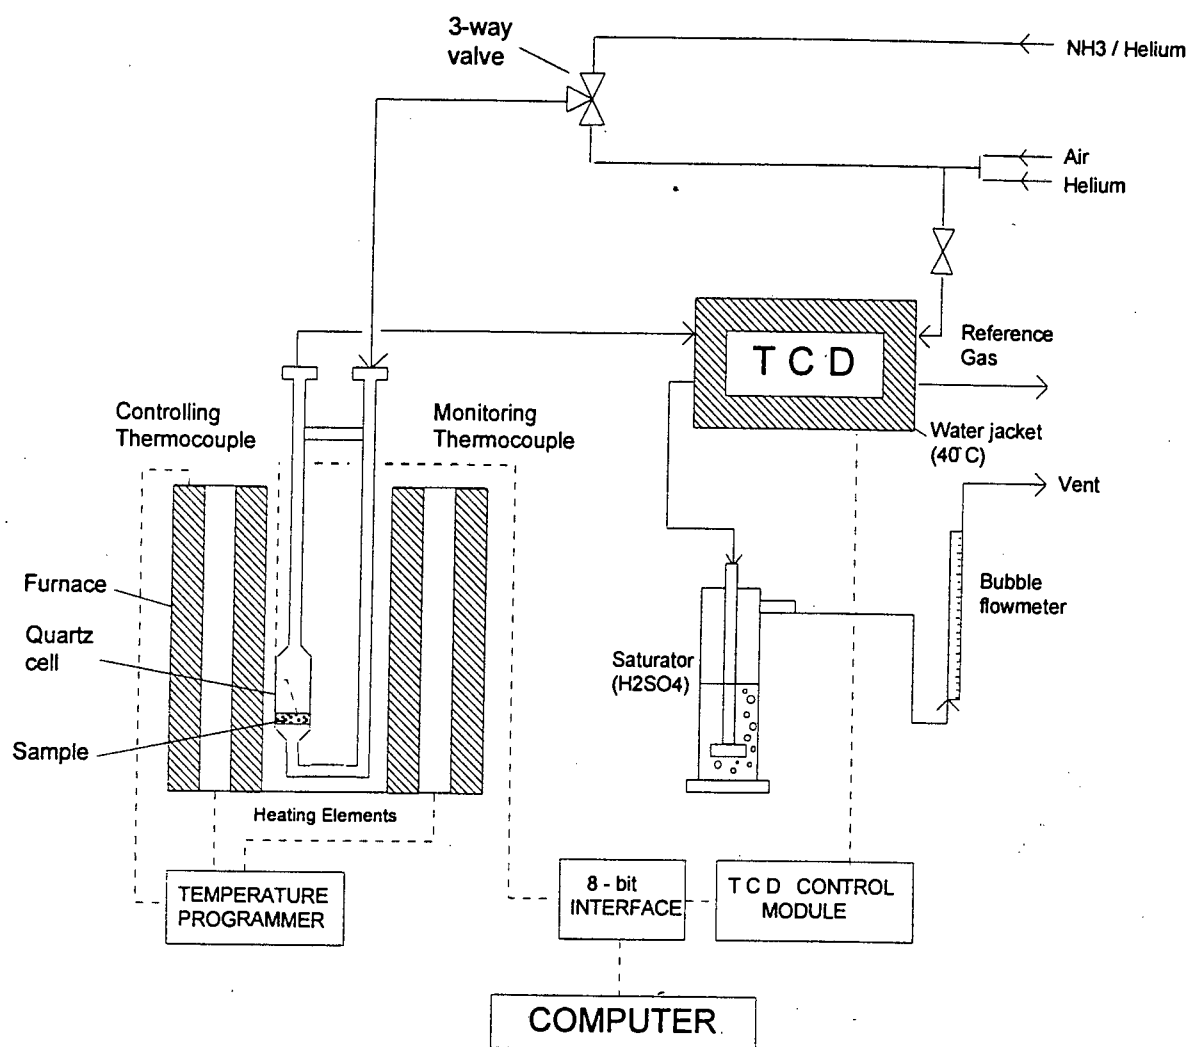 3-way
valve
NH3 / Helium
Air
Helium
T C D
Reference
Gas
Controlling
Thermocouple
Monitoring
Thermocouple
Water jacket
(40°C)
Vent
Furnace
Bubble
flowmeter
Quartz
cell
Saturator
(H2SO4)
Sample
Heating Elements
TEMPERATURE
PROGRAMMER
8 - bit
INTERFACE
T C D CONTROL
MODULE
COMPUTER